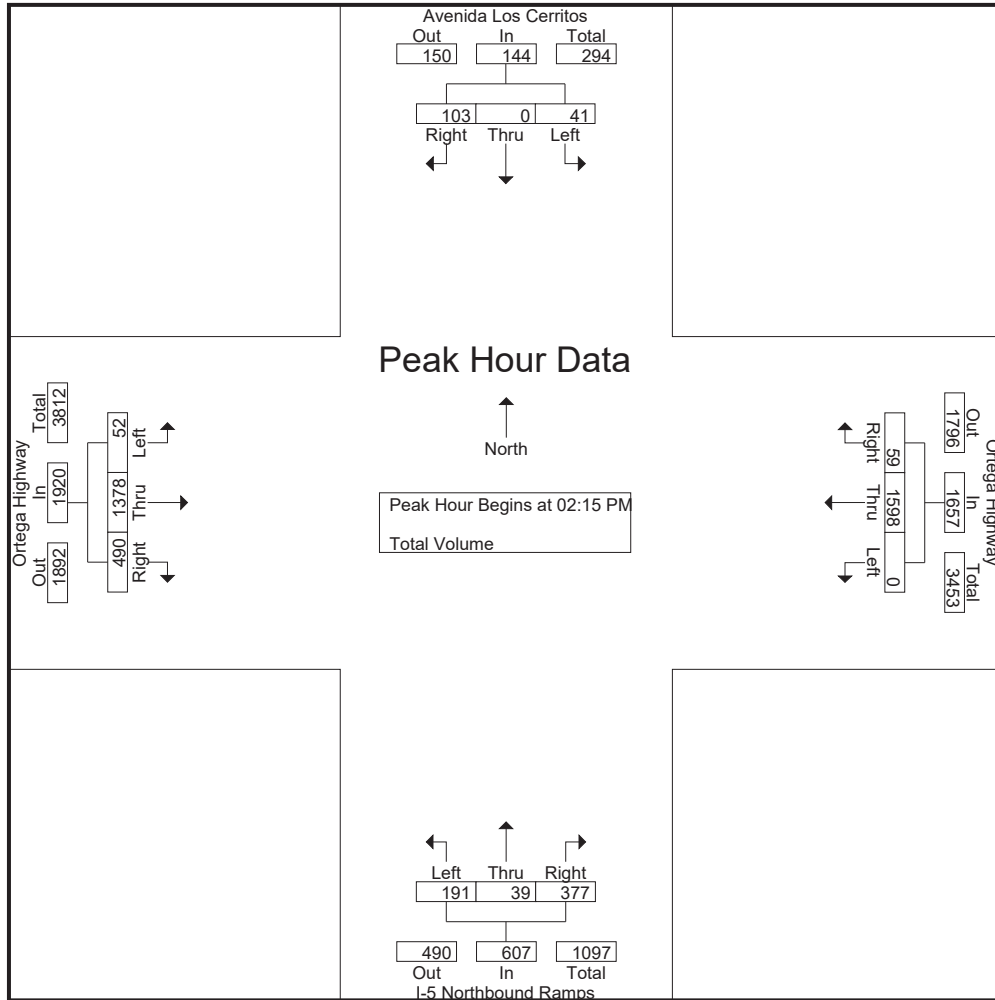 Avenida Los Cerritos
Out In Total
150 144 294
103 0 41
Right Thru Left
Peak Hour Data
North
Peak Hour Begins at 02:15 PM
Total Volume
Ortega Highway
Total In Out
3812 1920 1892
52 1378 490
Left Thru Right
Ortega Highway
Out In Total
1796 1657 3453
59 1598 0
Right Thru Left
Left Thru Right
191 39 377
490 607 1097
Out In Total
I-5 Northbound Ramps